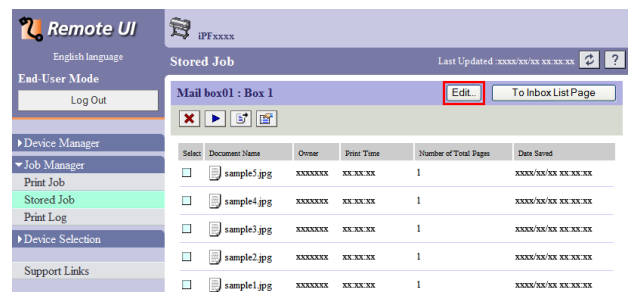 Remote UI
iPFxxxx
English language
Stored Job
Last Updated :xxxx/xx/xx xx:xx:xx
?
End-User Mode
Log Out
Mail box01 : Box 1
Edit...
To Inbox List Page
Device Manager
Job Manager
Print Job
Stored Job
Print Log
Device Selection
Support Links
Select Document Name Owner Print Time Number of Total Pages Date Saved
sample5.jpg xxxxxxx xx:xx:xx 1 xxxx/xx/xx xx:xx:xx
sample4.jpg xxxxxxx xx:xx:xx 1 xxxx/xx/xx xx:xx:xx
sample3.jpg xxxxxxx xx:xx:xx 1 xxxx/xx/xx xx:xx:xx
sample2.jpg xxxxxxx xx:xx:xx 1 xxxx/xx/xx xx:xx:xx
sample1.jpg xxxxxxx xx:xx:xx 1 xxxx/xx/xx xx:xx:xx